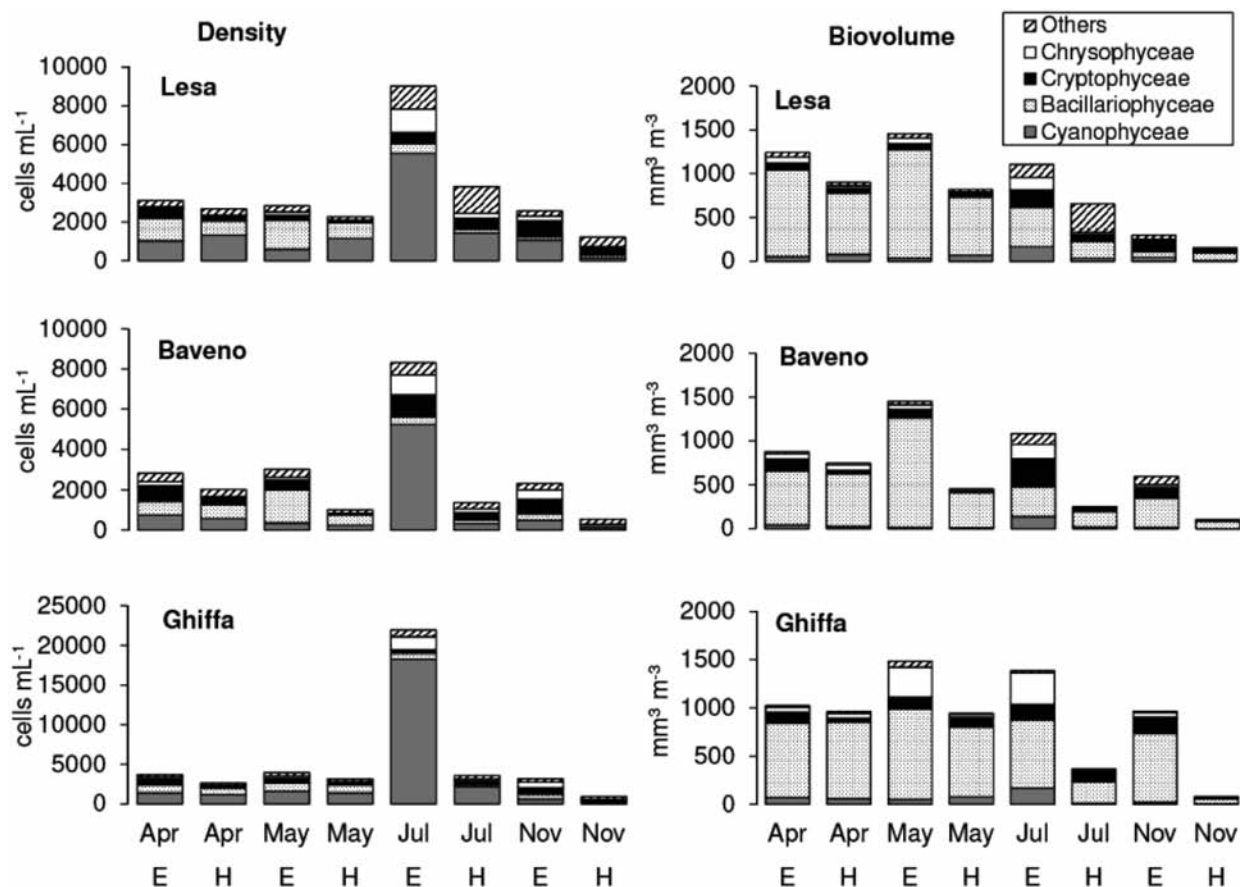 Density
Biovolume
Others
Chrysophyceae
Cryptophyceae
Bacillariophyceae
Cyanophyceae
Lesa
cells mL-1
10000
8000
6000
4000
2000
0
Lesa
mm3 m-3
2000
1500
1000
500
0
Baveno
cells mL-1
10000
8000
6000
4000
2000
0
Baveno
mm3 m-3
2000
1500
1000
500
0
Ghiffa
cells mL-1
25000
20000
15000
10000
5000
0
Ghiffa
mm3 m-3
2000
1500
1000
500
0
Apr Apr May May Jul Jul Nov Nov
E H E H E H E H
Apr Apr May May Jul Jul Nov Nov
E H E H E H E H